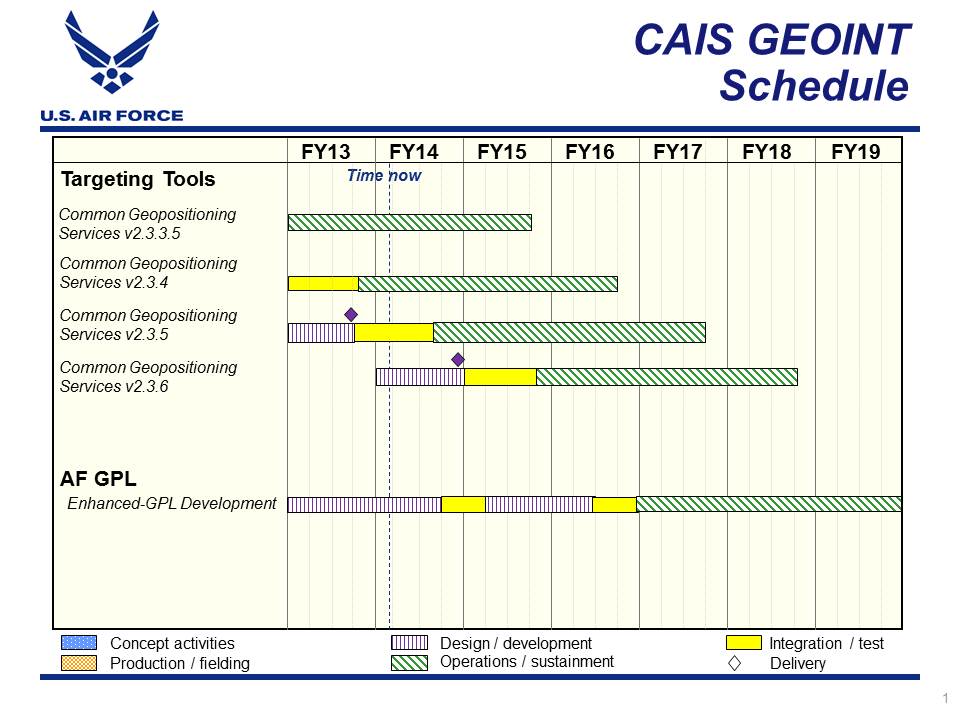 CAIS GEOINT
Schedule
U.S. AIR FORCE
FY13 FY14 FY15 FY16 FY17 FY18 FY19
Targeting Tools
Time now
Common Geopositioning
Services v2.3.3.5
Common Geopositioning
Services v2.3.4
Common Geopositioning
Services v2.3.5
Common Geopositioning
Services v2.3.6
AF GPL
Enhanced-GPL Development
Concept activities
Design / development
Integration / test
Production / fielding
Operations / sustainment
Delivery
1